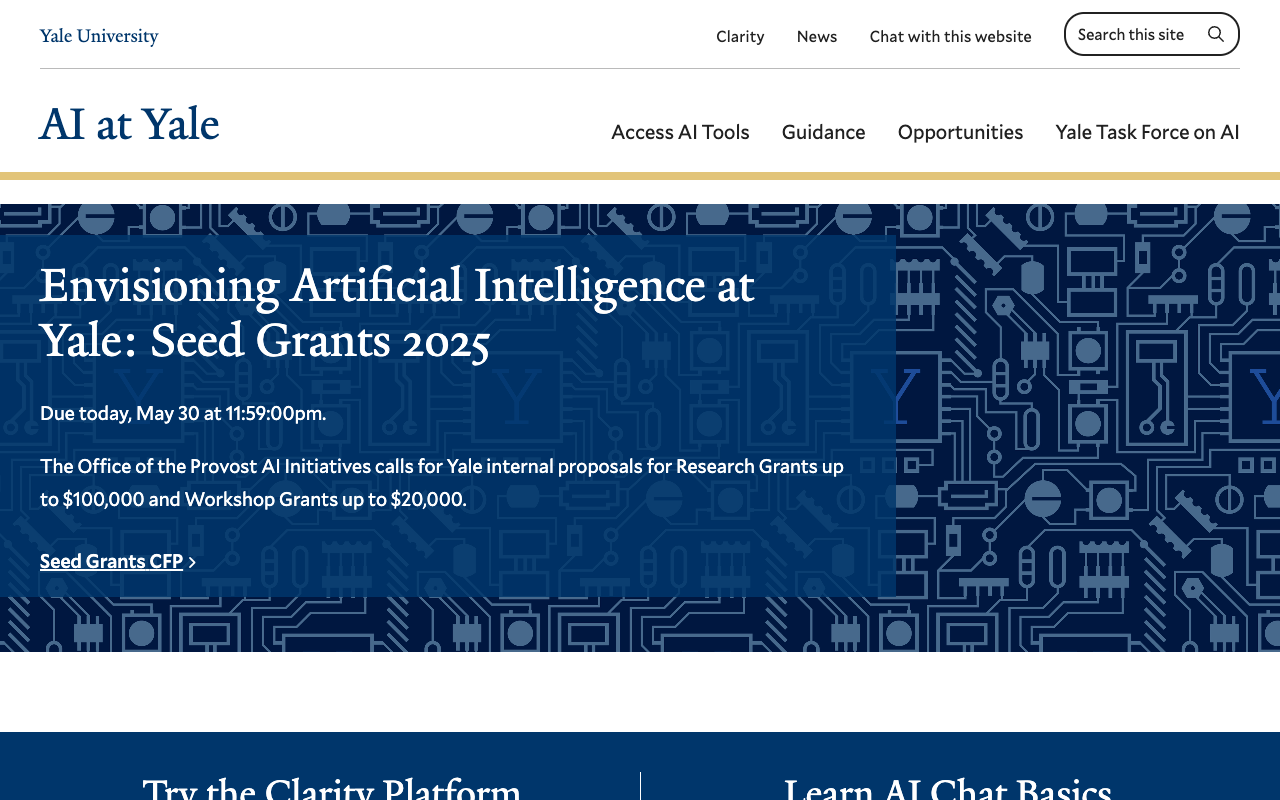 Yale University
Clarity
News
Chat with this website
Search this site
AI at Yale
Access AI Tools
Guidance
Opportunities
Yale Task Force on AI
Envisioning Artificial Intelligence at
Yale: Seed Grants 2025
Due today, May 30 at 11:59:00pm.
The Office of the Provost AI Initiatives calls for Yale internal proposals for Research Grants up
to $100,000 and Workshop Grants up to $20,000.
Seed Grants CFP
Y
Y
Y
Y
Try the Clarity Platform
Learn AI Chat Basics